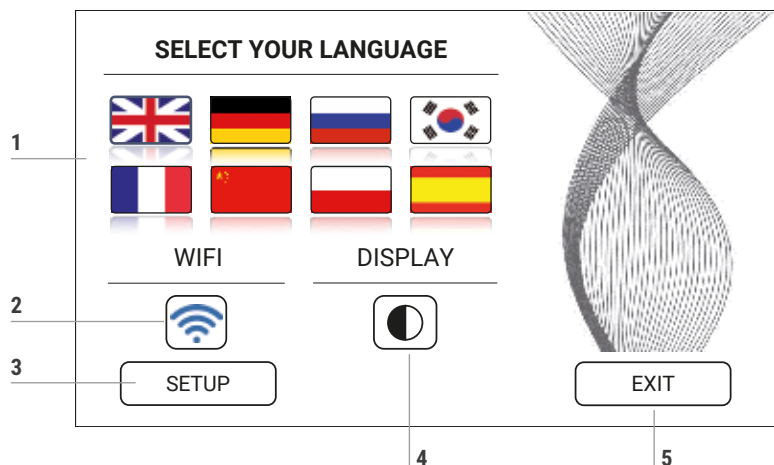 SELECT YOUR LANGUAGE
1
WIFI DISPLAY
2
3
SETUP EXIT
4 5